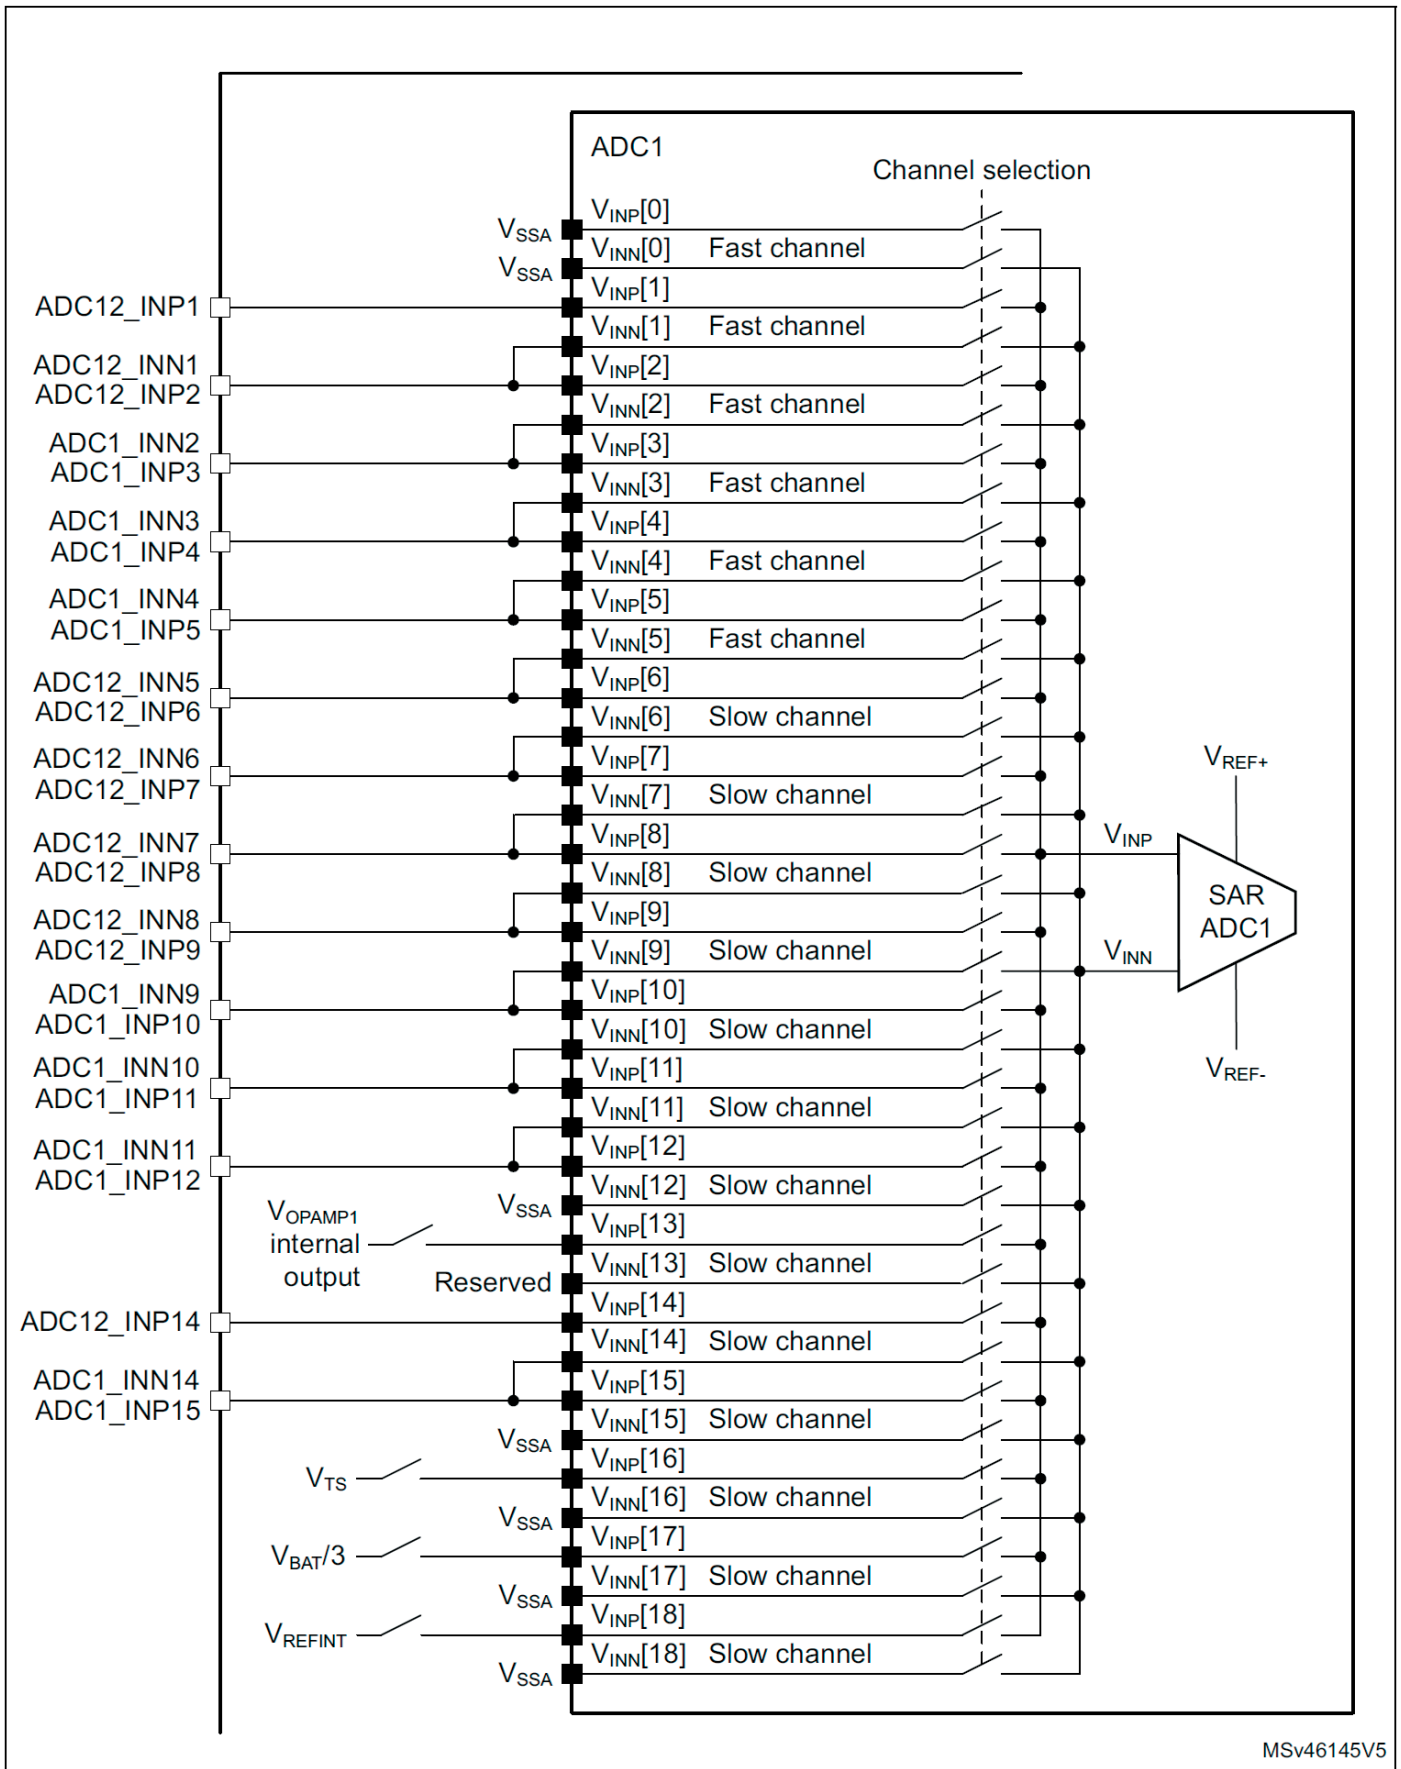 ADC1
Channel selection
VINP[0]
VSSA
VINN[0] Fast channel
VSSA
VINP[1]
ADC12_INP1
VINN[1] Fast channel
ADC12_INN1
VINP[2]
ADC12_INP2
VINN[2] Fast channel
ADC1_INN2
VINP[3]
ADC1_INP3
VINN[3] Fast channel
ADC1_INN3
VINP[4]
ADC1_INP4
VINN[4] Fast channel
ADC1_INN4
VINP[5]
ADC1_INP5
VINN[5] Fast channel
ADC12_INN5
VINP[6]
ADC12_INP6
VINN[6] Slow channel
ADC12_INN6
VINP[7]
VREF+
ADC12_INP7
VINN[7] Slow channel
ADC12_INN7
VINP[8]
VINP
ADC12_INP8
VINN[8] Slow channel
SAR
ADC1
ADC12_INN8
VINP[9]
ADC12_INP9
VINN[9] Slow channel
VINN
ADC1_INN9
VINP[10]
ADC1_INP10
VINN[10] Slow channel
ADC1_INN10
VINP[11]
VREF-
ADC1_INP11
VINN[11] Slow channel
ADC1_INN11
VINP[12]
ADC1_INP12
VINN[12] Slow channel
VSSA
VOPAMP1
internal
output
VINP[13]
VINN[13] Slow channel
Reserved
VINP[14]
ADC12_INP14
VINN[14] Slow channel
ADC1_INN14
VINP[15]
ADC1_INP15
VINN[15] Slow channel
VSSA
VINP[16]
VTS
VINN[16] Slow channel
VSSA
VINP[17]
VBAT/3
VINN[17] Slow channel
VSSA
VINP[18]
VREFINT
VINN[18] Slow channel
VSSA
MSv46145V5